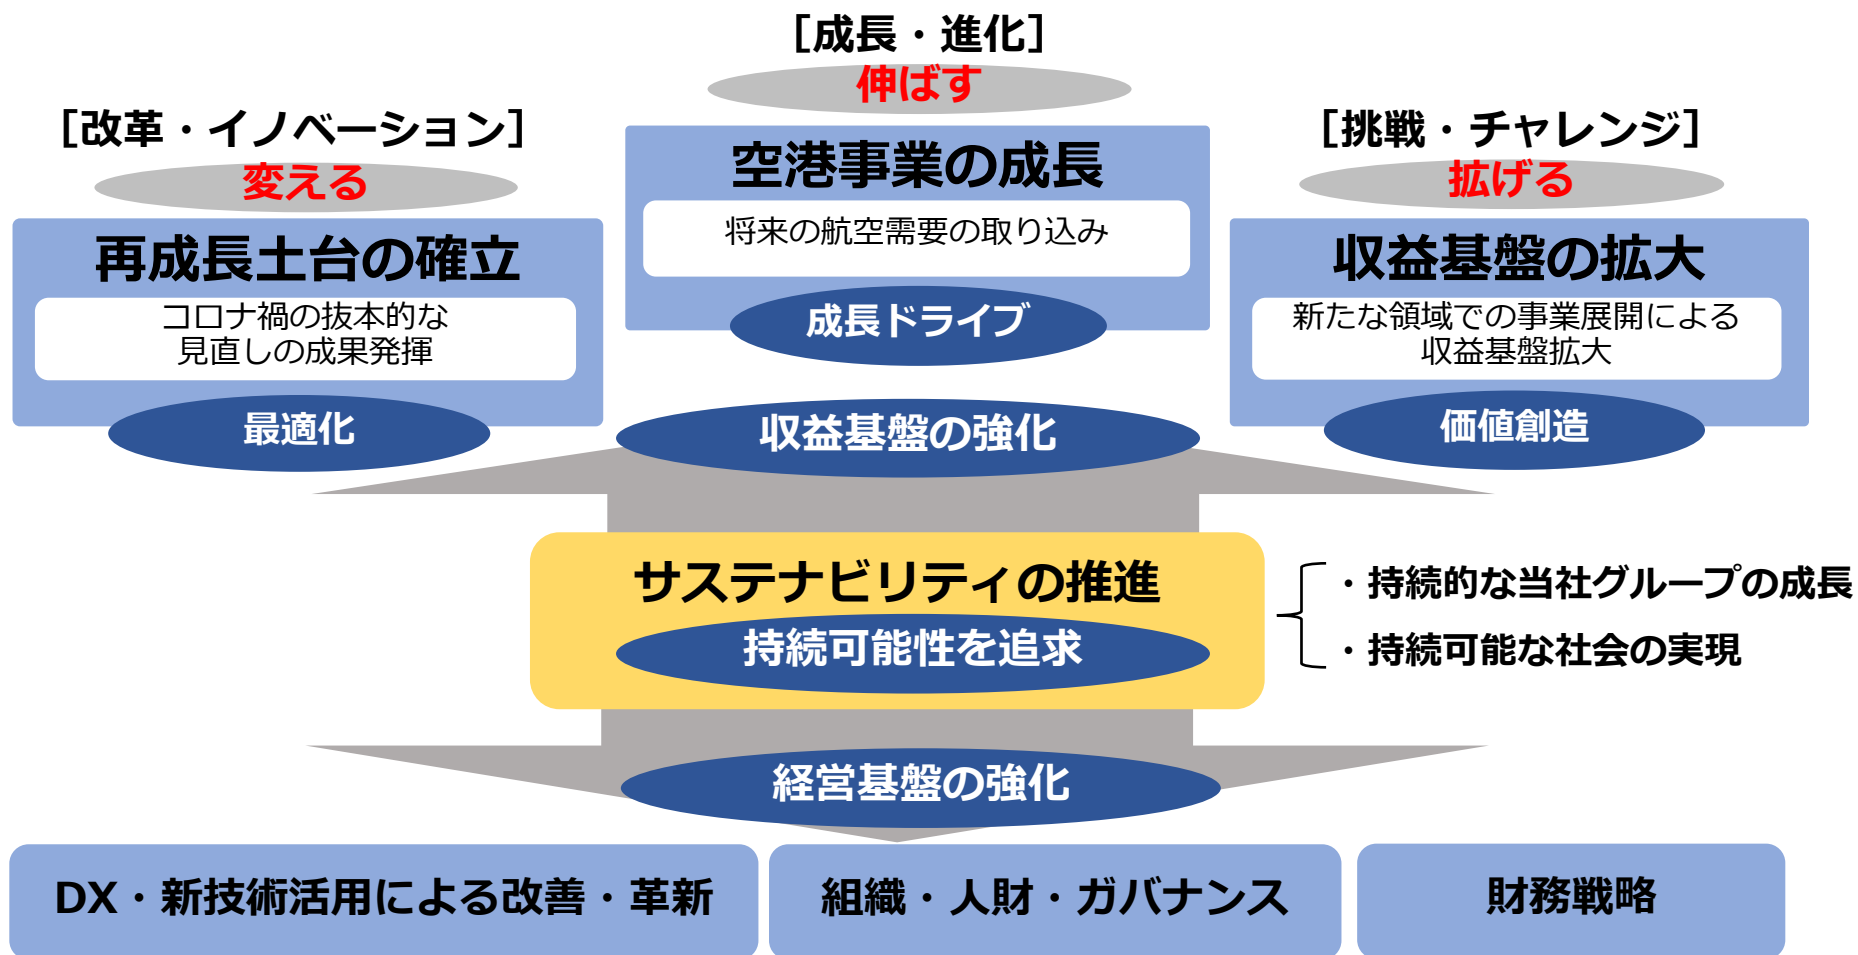 ［改革・イノベーション］
変える
再成長土台の確立
コロナ禍の抜本的な
見直しの成果発揮
最適化
［成長・進化］
伸ばす
空港事業の成長
将来の航空需要の取り込み
成長ドライブ
［挑戦・チャレンジ］
拡げる
収益基盤の拡大
新たな領域での事業展開による
収益基盤拡大
価値創造
収益基盤の強化
サステナビリティの推進
持続可能性を追求
・持続的な当社グループの成長
・持続可能な社会の実現
経営基盤の強化
DX・新技術活用による改善・革新
組織・人財・ガバナンス
財務戦略